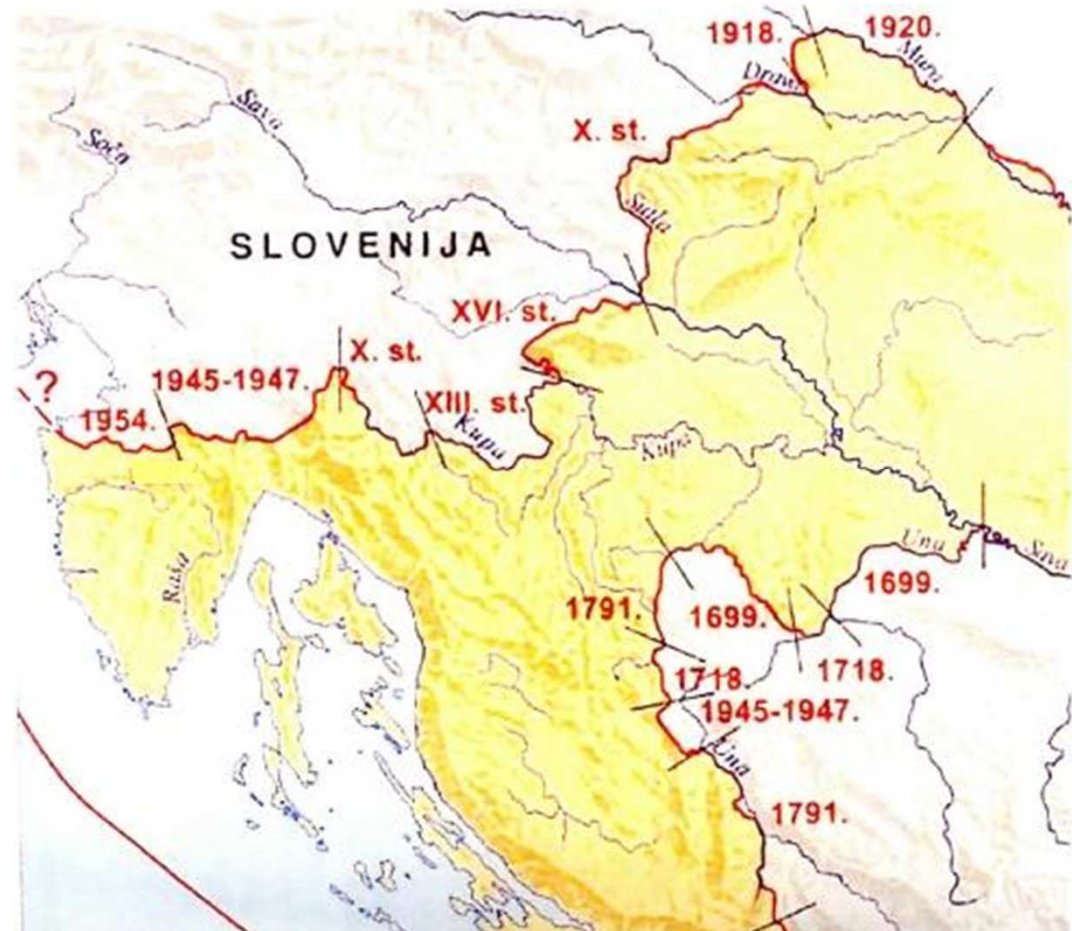 1918.
1920.
Mura
Drava
Sava
X. st.
Soča
Sutla
SLOVENIJA
XVI. st.
?
1945-1947.
X. st.
1954.
XIII. st.
Kupa
Kupa
Raša
Una
Sava
1699.
1791.
1699.
1718.
1718.
1945-1947.
Una
1791.